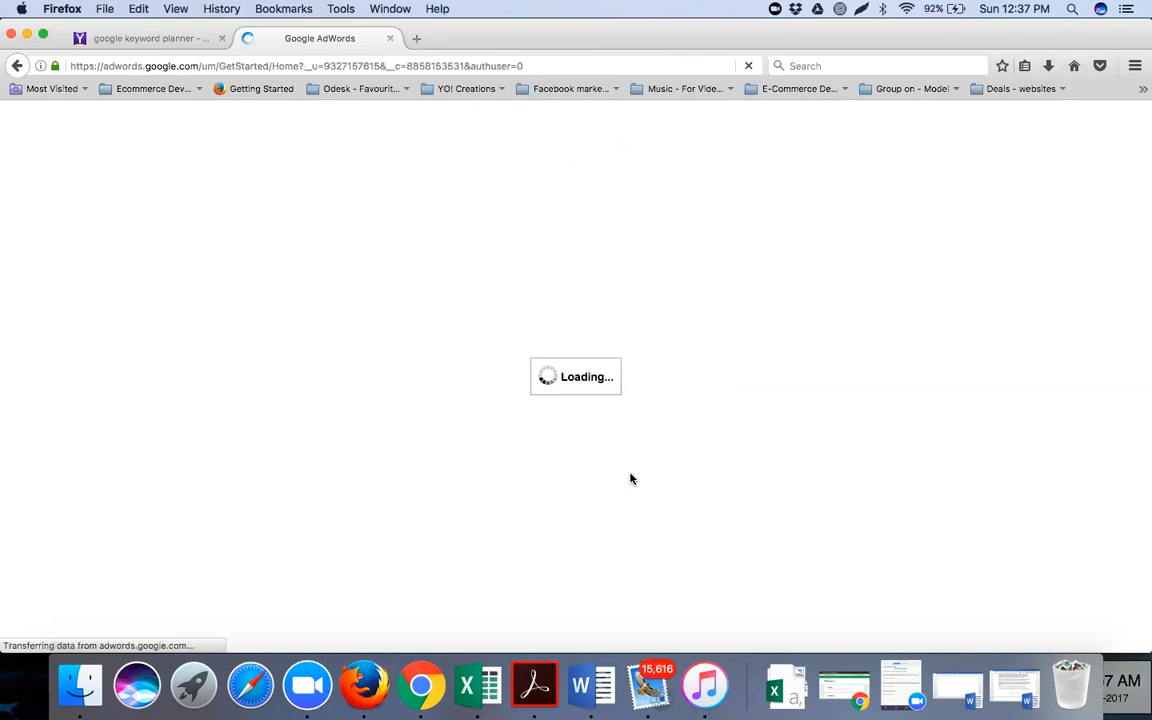 Firefox File Edit View History Bookmarks Tools Window Help 92% Sun 12:37 PM
google keyword planner - ... Google AdWords
https://adwords.google.com/um/GetStarted/Home?__u=9327157615&__c=8858153531&authuser=0 Search
Most Visited Ecommerce Dev... Getting Started Odesk - Favourit... YO! Creations Facebook marke... Music - For Vide... E-Commerce De... Group on - Model Deals - websites
Loading...
Transferring data from adwords.google.com...
15,616
7 AM
-2017